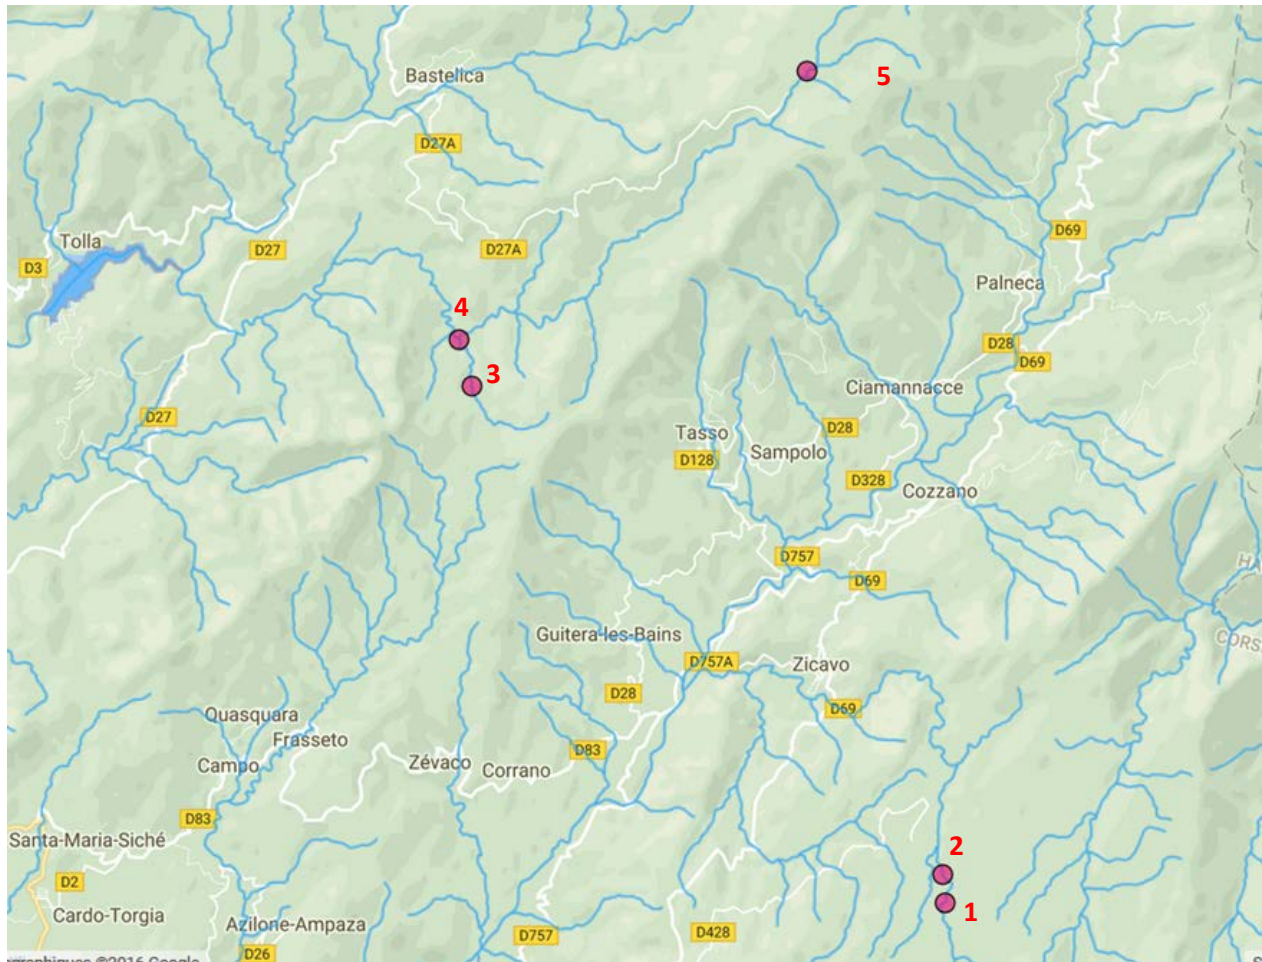 5
Bastelica
D27A
D69
Tolla
D27
D27A
D3
Palneca
4
D28
D69
3
Ciamannacce
D27
D28
Tasso
Sampolo
D128
D328
Cozzano
D757
D69
Guitera-les-Bains
D757A
Zicavo
D28
D69
Quasquara
Frasseto
D83
Campo
Zévaco
Corrano
D83
Santa-Maria-Siché
2
D2
1
Cardo-Torgia
Azilone-Ampaza
D757
D428
D26